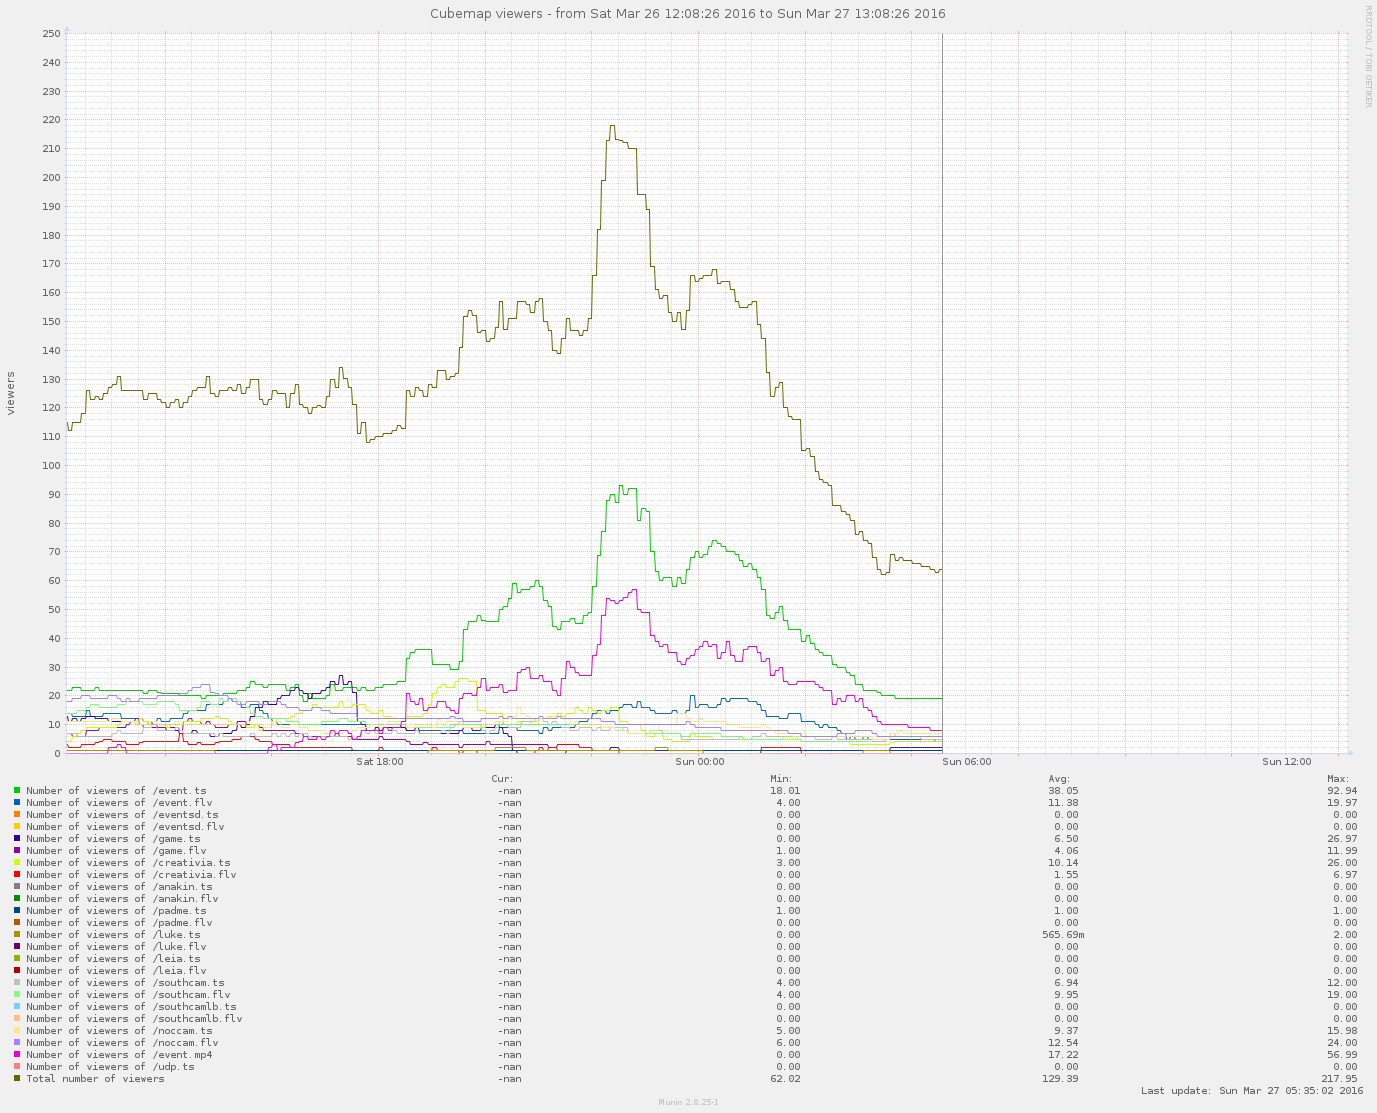 Cubemap viewers - from Sat Mar 26 12:08:26 2016 to Sun Mar 27 13:08:26 2016
RRDTOOL / TOBI OETIKER
viewers
250
240
230
220
210
200
190
180
170
160
150
140
130
120
110
100
90
80
70
60
50
40
30
20
10
0
Sat 18:00 Sun 00:00 Sun 06:00 Sun 12:00
Cur: Min: Avg: Max:
Number of viewers of /event.ts -nan 18.01 38.05 92.94
Number of viewers of /event.flv -nan 4.00 11.38 19.97
Number of viewers of /eventsd.ts -nan 0.00 0.00 0.00
Number of viewers of /eventsd.flv -nan 0.00 0.00 0.00
Number of viewers of /game.ts -nan 0.00 6.50 26.97
Number of viewers of /game.flv -nan 1.00 4.06 11.99
Number of viewers of /creativia.ts -nan 3.00 10.14 26.00
Number of viewers of /creativia.flv -nan 0.00 1.55 6.97
Number of viewers of /anakin.ts -nan 0.00 0.00 0.00
Number of viewers of /anakin.flv -nan 0.00 0.00 0.00
Number of viewers of /padme.ts -nan 1.00 1.00 1.00
Number of viewers of /padme.flv -nan 0.00 0.00 0.00
Number of viewers of /luke.ts -nan 0.00 565.69m 2.00
Number of viewers of /luke.flv -nan 0.00 0.00 0.00
Number of viewers of /leia.ts -nan 0.00 0.00 0.00
Number of viewers of /leia.flv -nan 0.00 0.00 0.00
Number of viewers of /southcam.ts -nan 4.00 6.94 12.00
Number of viewers of /southcam.flv -nan 4.00 9.95 19.00
Number of viewers of /southcamlb.ts -nan 0.00 0.00 0.00
Number of viewers of /southcamlb.flv -nan 0.00 0.00 0.00
Number of viewers of /noccam.ts -nan 5.00 9.37 15.98
Number of viewers of /noccam.flv -nan 6.00 12.54 24.00
Number of viewers of /event.mp4 -nan 0.00 17.22 56.99
Number of viewers of /udp.ts -nan 0.00 0.00 0.00
Total number of viewers -nan 62.02 129.39 217.95
Last update: Sun Mar 27 05:35:02 2016
Munin 2.0.25-1